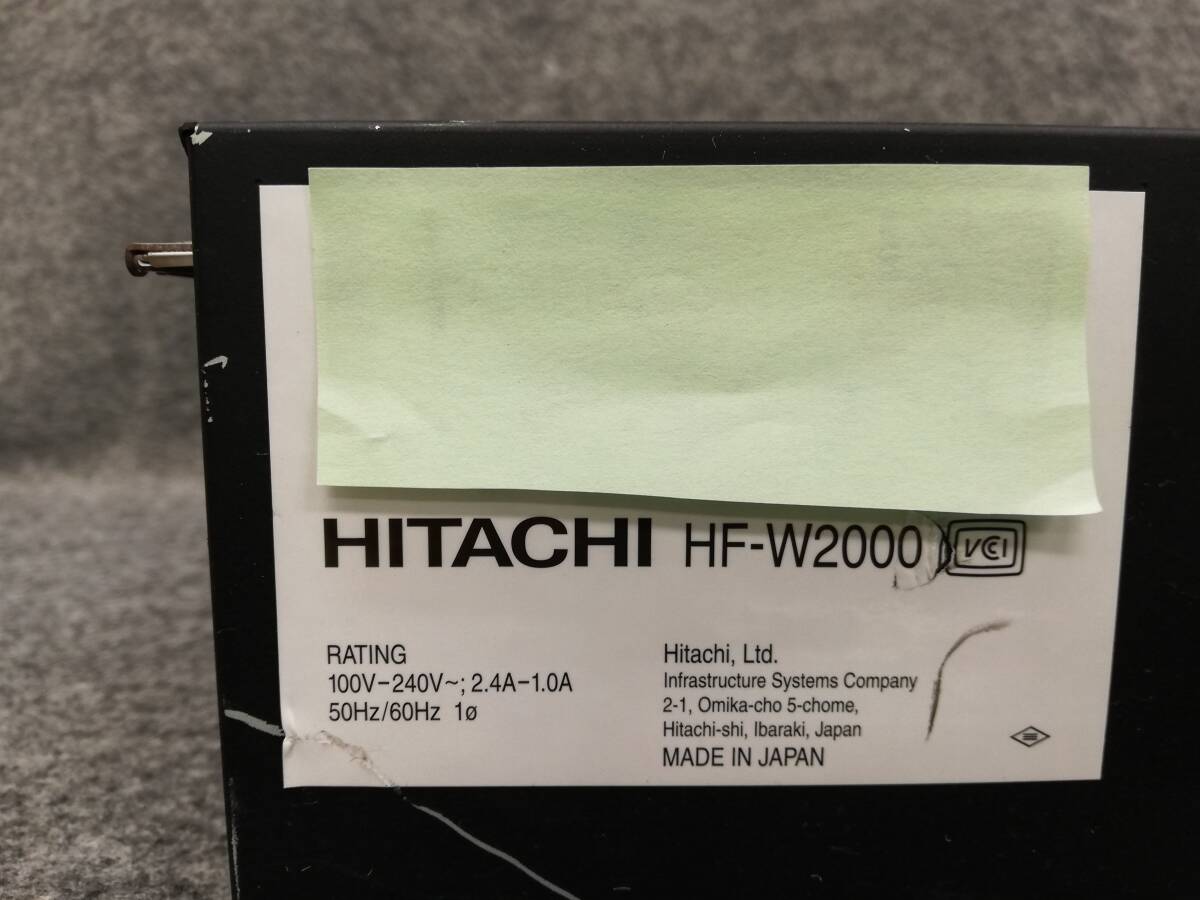 HITACHI HF-W2000 VCI
RATING
100V-240V~; 2.4A-1.0A
50Hz/60Hz 1ø
Hitachi, Ltd.
Infrastructure Systems Company
2-1, Omika-cho 5-chome,
Hitachi-shi, Ibaraki, Japan
MADE IN JAPAN